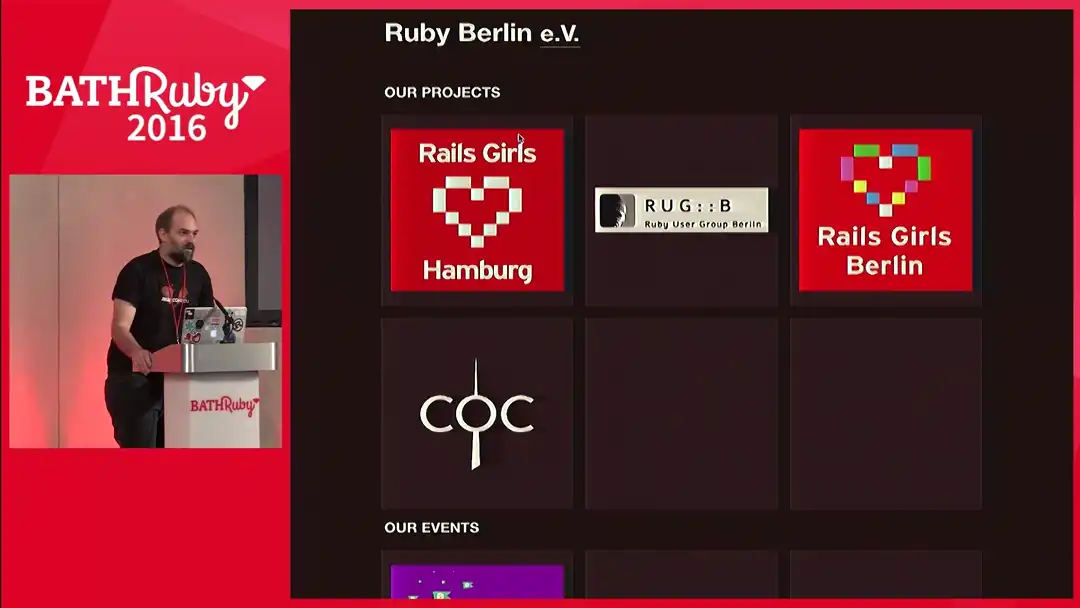 BATHRuby
2016
BATHRuby
Ruby Berlin e.V.
OUR PROJECTS
Rails Girls
Hamburg
RUG::B
Ruby User Group Berlin
Rails Girls
Berlin
COC
OUR EVENTS